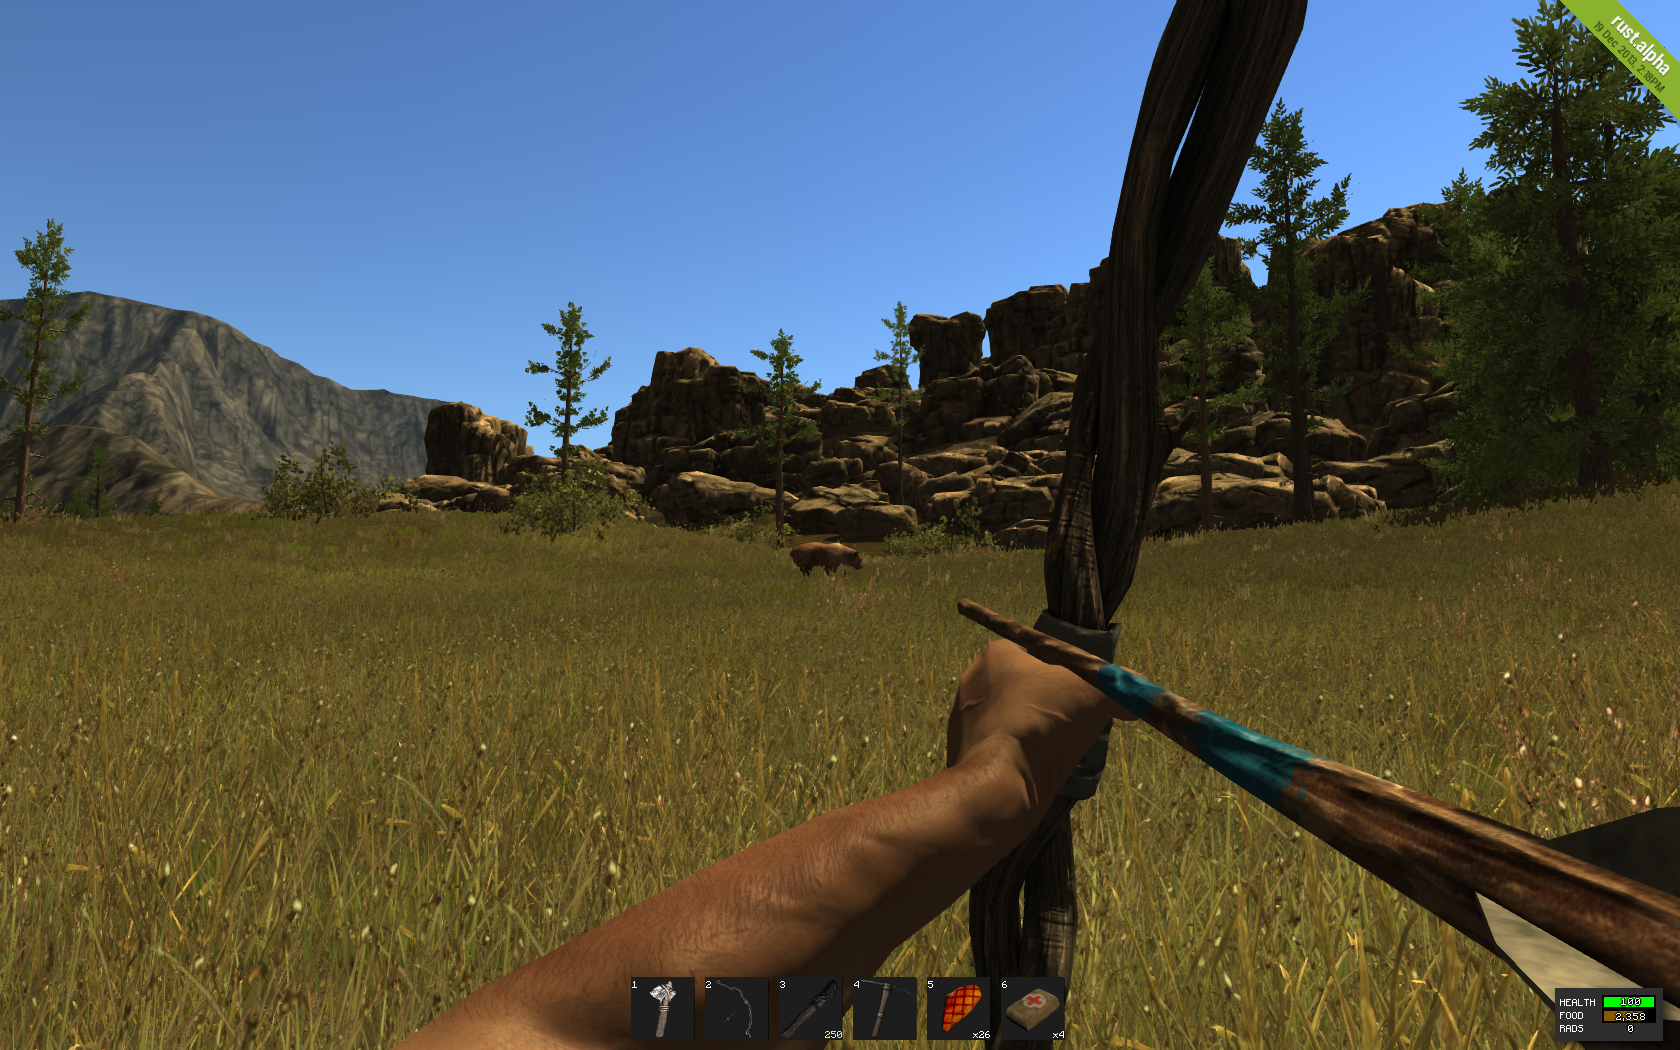 rust.alpha
19 Dec 2013, 2:18PM
1 2 3 4 5 6
250 x26 x4
HEALTH 100
FOOD 2,358
RADS 0